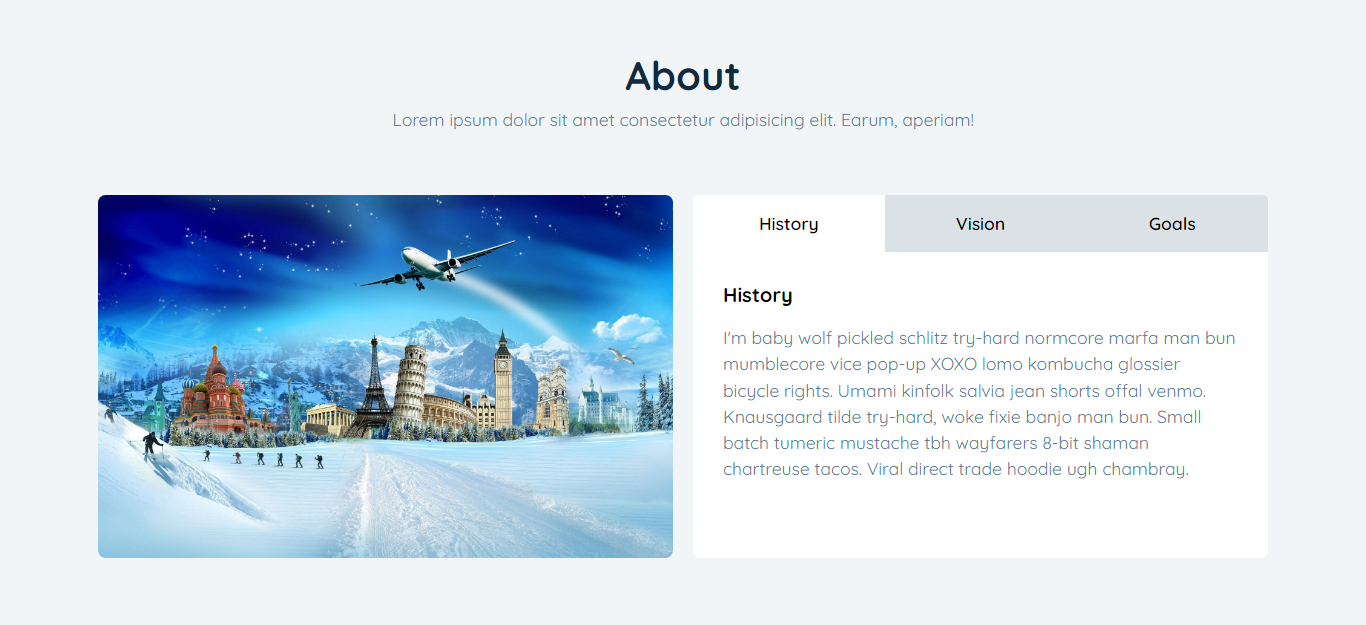 About
Lorem ipsum dolor sit amet consectetur adipisicing elit. Earum, aperiam!
History
Vision
Goals
History
I'm baby wolf pickled schlitz try-hard normcore marfa man bun
mumblecore vice pop-up XOXO lomo kombucha glossier
bicycle rights. Umami kinfolk salvia jean shorts offal venmo.
Knausgaard tilde try-hard, woke fixie banjo man bun. Small
batch tumeric mustache tbh wayfarers 8-bit shaman
chartreuse tacos. Viral direct trade hoodie ugh chambray.